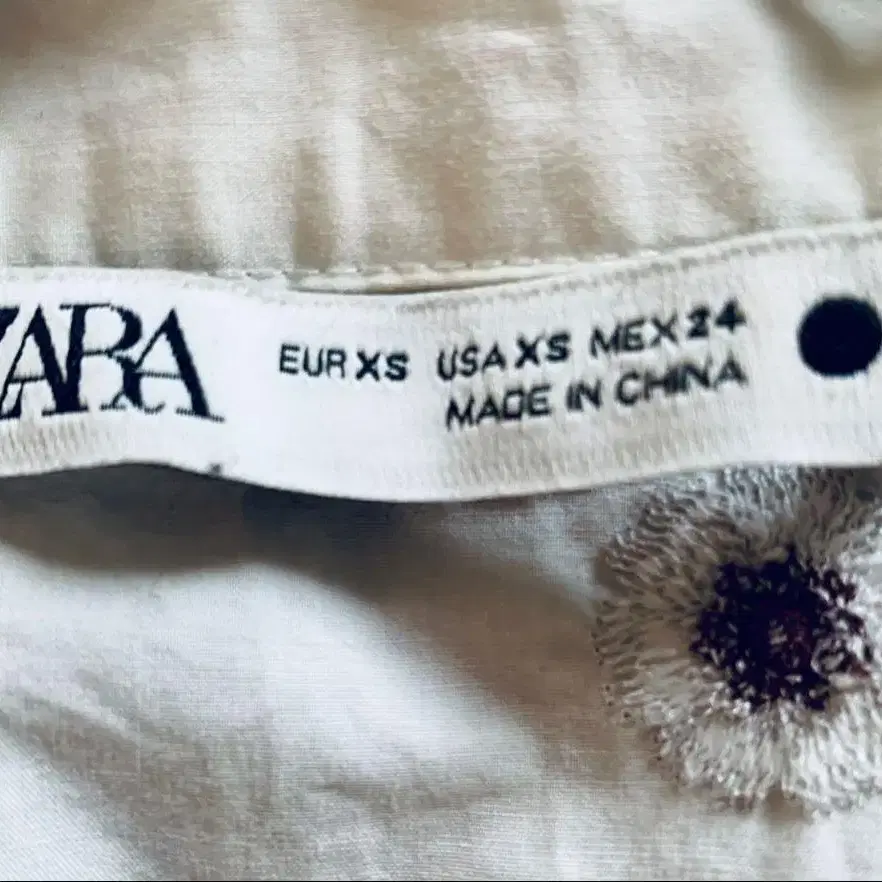 ZARA
EUR XS USA XS MEX 24
MADE IN CHINA